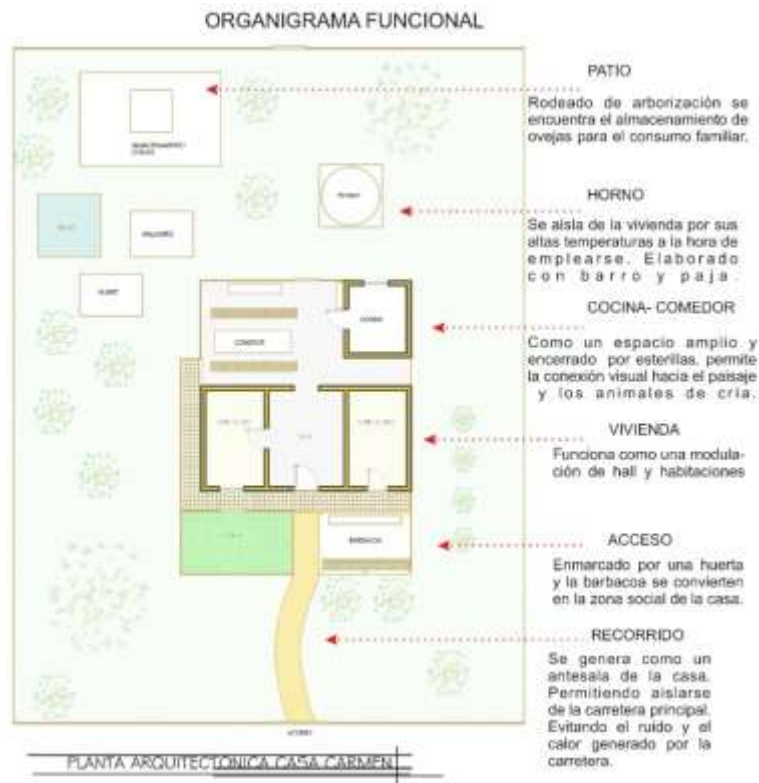 ORGANIGRAMA FUNCIONAL
PATIO
Rodeado de arborización se
encuentra el almacenamiento de
ovejas para el consumo familiar.
HORNO
Se aisla de la vivienda por sus
altas temperaturas a la hora de
emplearse. Elaborado
con barro y paja.
COCINA- COMEDOR
Como un espacio amplio y
encerrado por esterillas, permite
la conexión visual hacia el paisaje
y los animales de cría.
VIVIENDA
Funciona como una modula-
ción de hall y habitaciones
ACCESO
Enmarcado por una huerta
y la barbacoa se convierten
en la zona social de la casa.
RECORRIDO
Se genera como un
antesala de la casa.
Permitiendo aislarse
de la carretera principal.
Evitando el ruido y el
calor generado por la
carretera.
COCINA
COMEDOR
BARBACOA
ACCESO
PLANTA ARQUITECTONICA CASA CARMEN